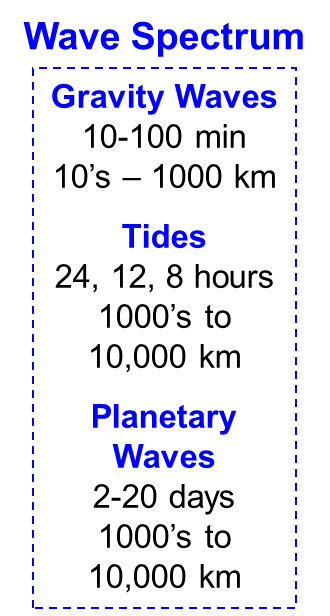 Wave Spectrum
Gravity Waves
10-100 min
10’s – 1000 km
Tides
24, 12, 8 hours
1000’s to
10,000 km
Planetary
Waves
2-20 days
1000’s to
10,000 km